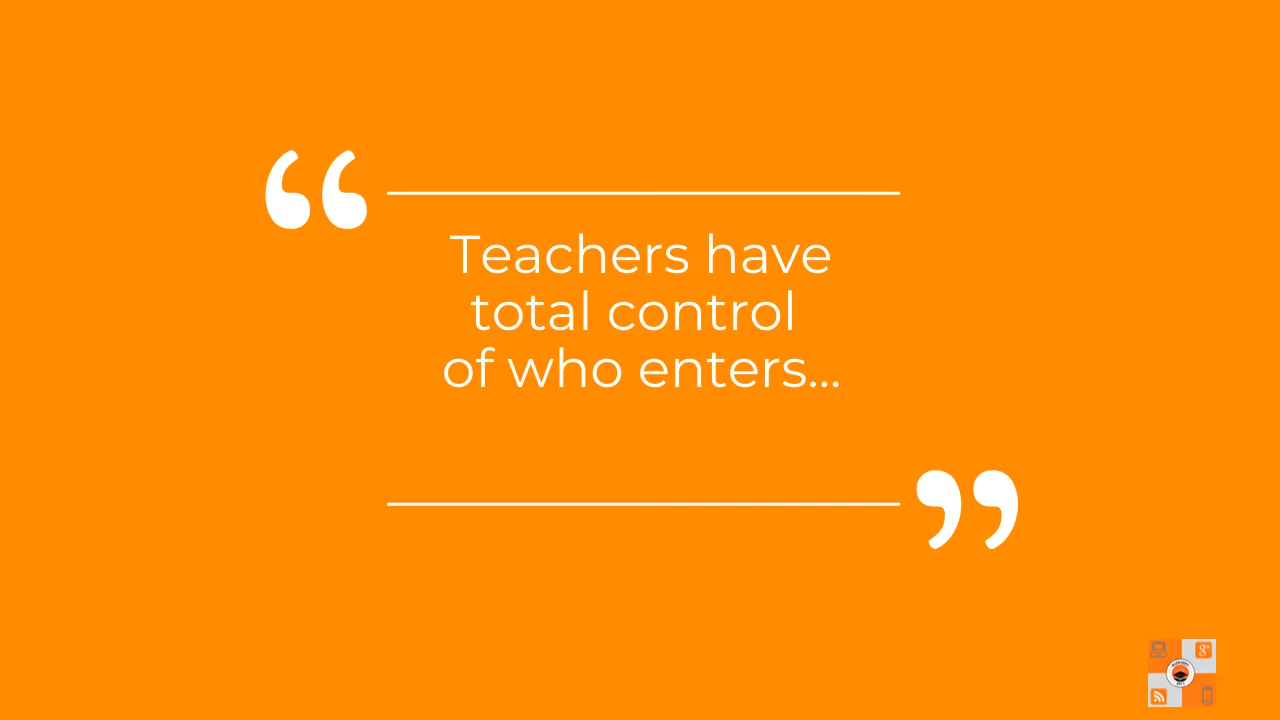 “
Teachers have
total control
of who enters...
”
g+